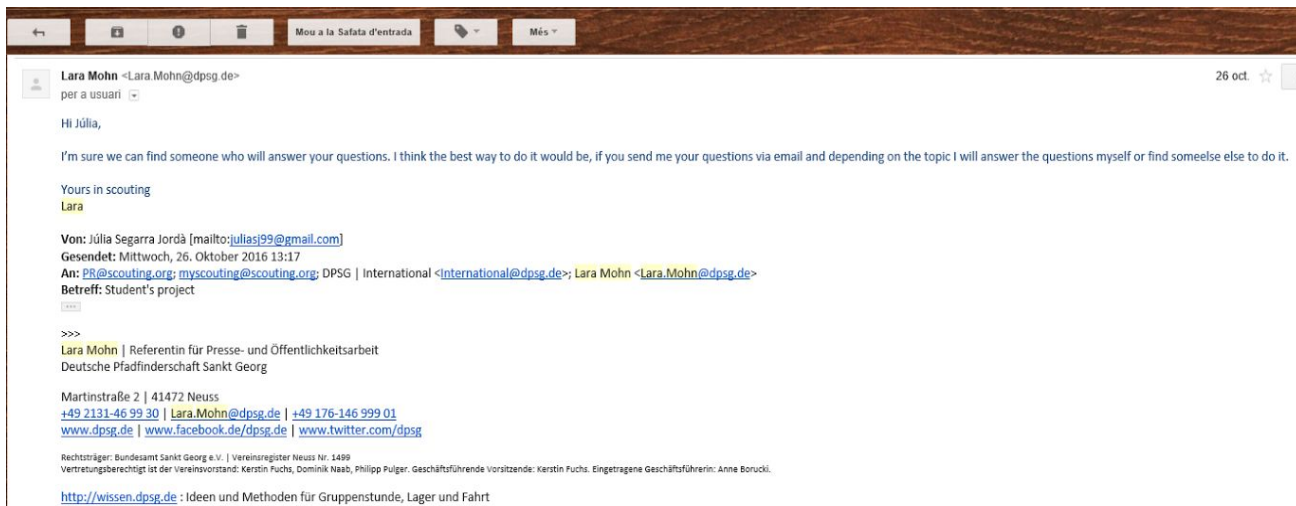 Mou a la Safata d'entrada Més
Lara Mohn <Lara.Mohn@dpsg.de> 26 oct.
per a usuari
Hi Júlia,
I'm sure we can find someone who will answer your questions. I think the best way to do it would be, if you send me your questions via email and depending on the topic I will answer the questions myself or find someelse else to do it.
Yours in scouting
Lara
Von: Júlia Segarra Jordà [mailto:juliasj99@gmail.com]
Gesendet: Mittwoch, 26. Oktober 2016 13:17
An: PR@scouting.org; myscouting@scouting.org; DPSG | International <International@dpsg.de>; Lara Mohn <Lara.Mohn@dpsg.de>
Betreff: Student's project
>>>
Lara Mohn | Referentin für Presse- und Öffentlichkeitsarbeit
Deutsche Pfadfinderschaft Sankt Georg
Martinstraße 2 | 41472 Neuss
+49 2131-46 99 30 | Lara.Mohn@dpsg.de | +49 176-146 999 01
www.dpsg.de | www.facebook.de/dpsg.de | www.twitter.com/dpsg
Rechtsträger: Bundesamt Sankt Georg e.V. | Vereinsregister Neuss Nr. 1499
Vertretungsberechtigt ist der Vereinsvorstand: Kerstin Fuchs, Dominik Naab, Philipp Pulger. Geschäftsführende Vorsitzende: Kerstin Fuchs. Eingetragene Geschäftsführerin: Anne Borucki.
http://wissen.dpsg.de : Ideen und Methoden für Gruppenstunde, Lager und Fahrt